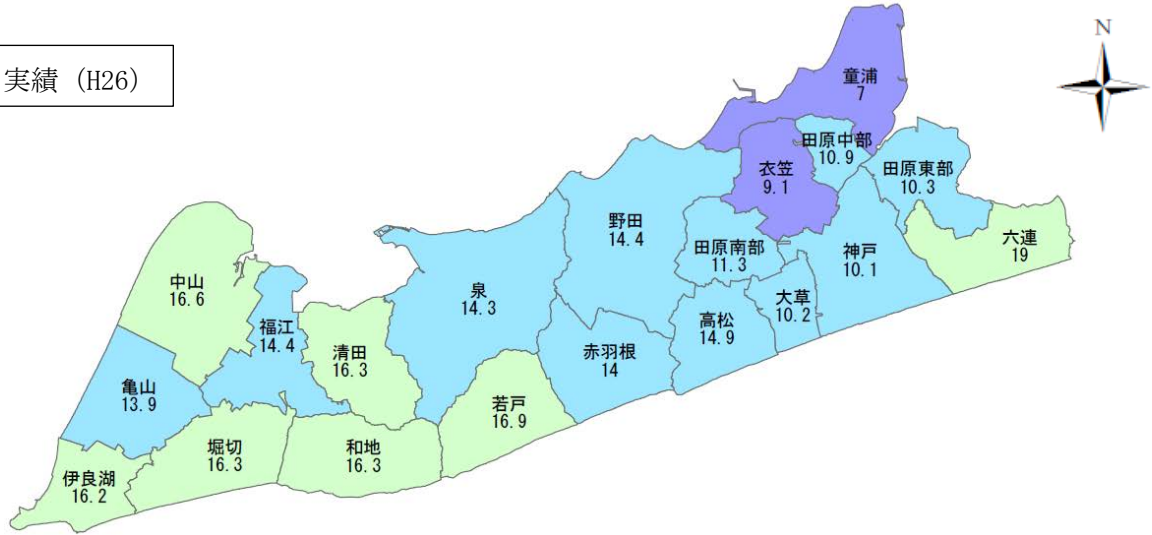 実績 (H26)
N
童浦
7
田原中部
10.9
衣笠
9.1
田原東部
10.3
野田
14.4
田原南部
11.3
神戸
10.1
六連
19
中山
16.6
泉
14.3
大草
10.2
福江
14.4
高松
14.9
清田
16.3
赤羽根
14
亀山
13.9
若戸
16.9
堀切
16.3
和地
16.3
伊良湖
16.2